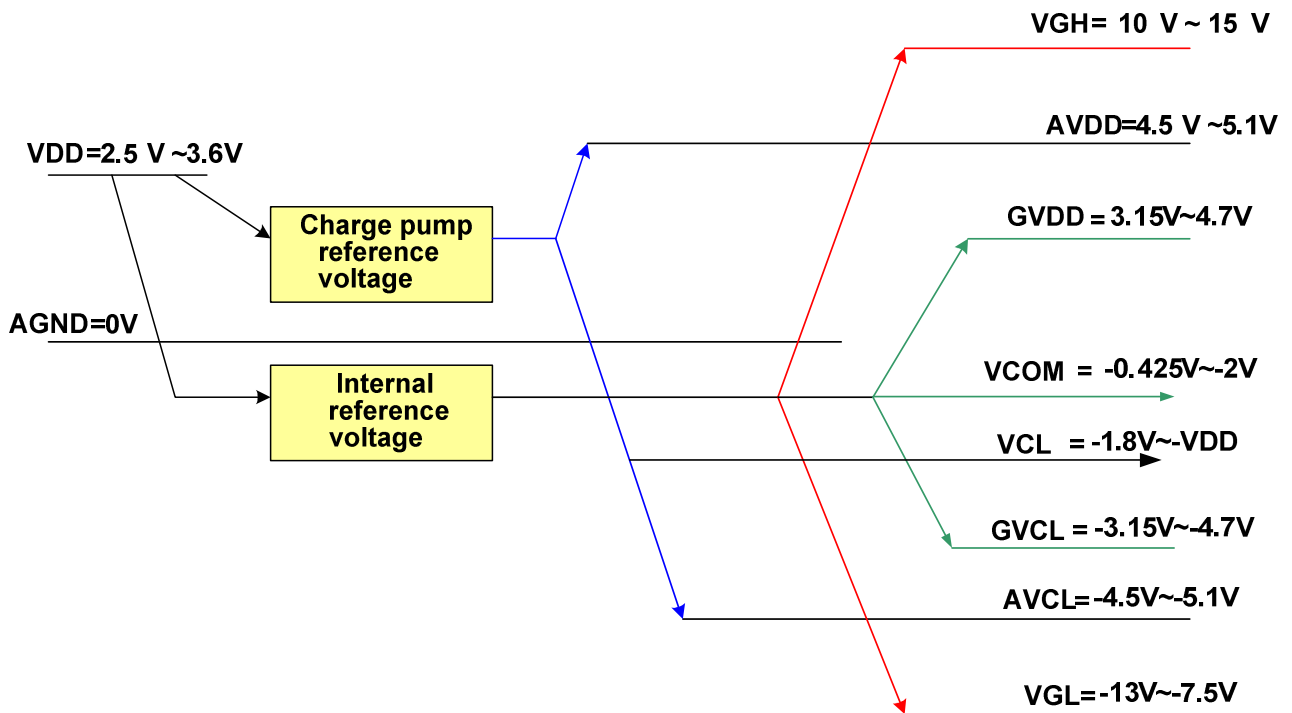 VGH= 10 V ~ 15 V
AVDD=4.5 V ~5.1V
VDD=2.5 V ~3.6V
Charge pump
reference
voltage
GVDD = 3.15V~4.7V
AGND=0V
Internal
reference
voltage
VCOM = -0.425V~-2V
VCL = -1.8V~-VDD
GVCL = -3.15V~-4.7V
AVCL= -4.5V~-5.1V
VGL= -13V~-7.5V